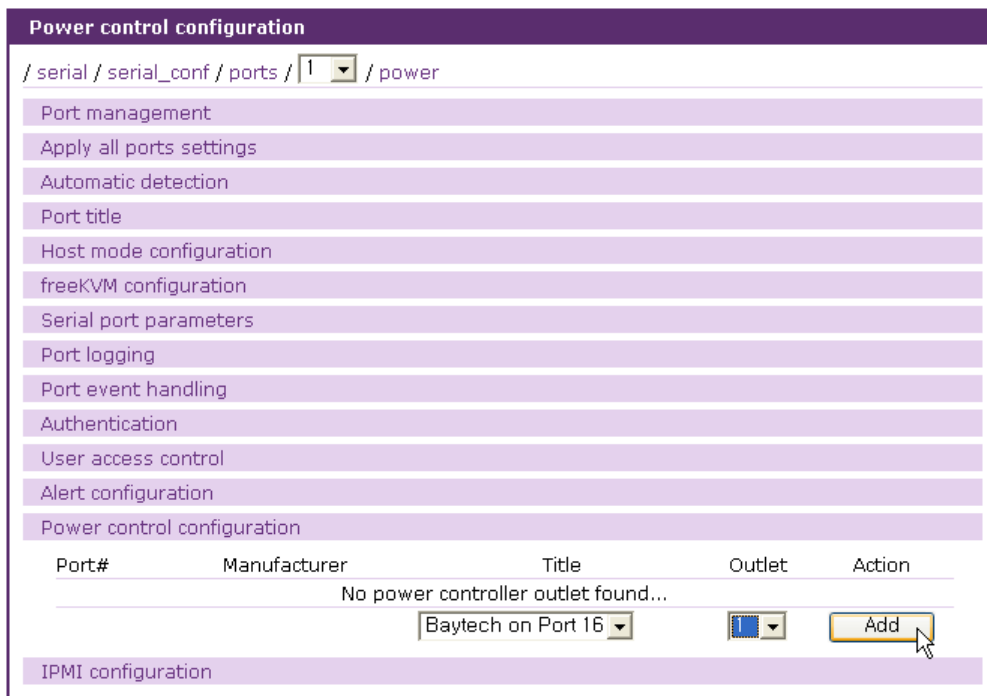 Power control configuration
/ serial / serial_conf / ports / 1 / power
Port management
Apply all ports settings
Automatic detection
Port title
Host mode configuration
freeKVM configuration
Serial port parameters
Port logging
Port event handling
Authentication
User access control
Alert configuration
Power control configuration
Port# Manufacturer Title Outlet Action
No power controller outlet found...
Baytech on Port 16 1 Add
IPMI configuration